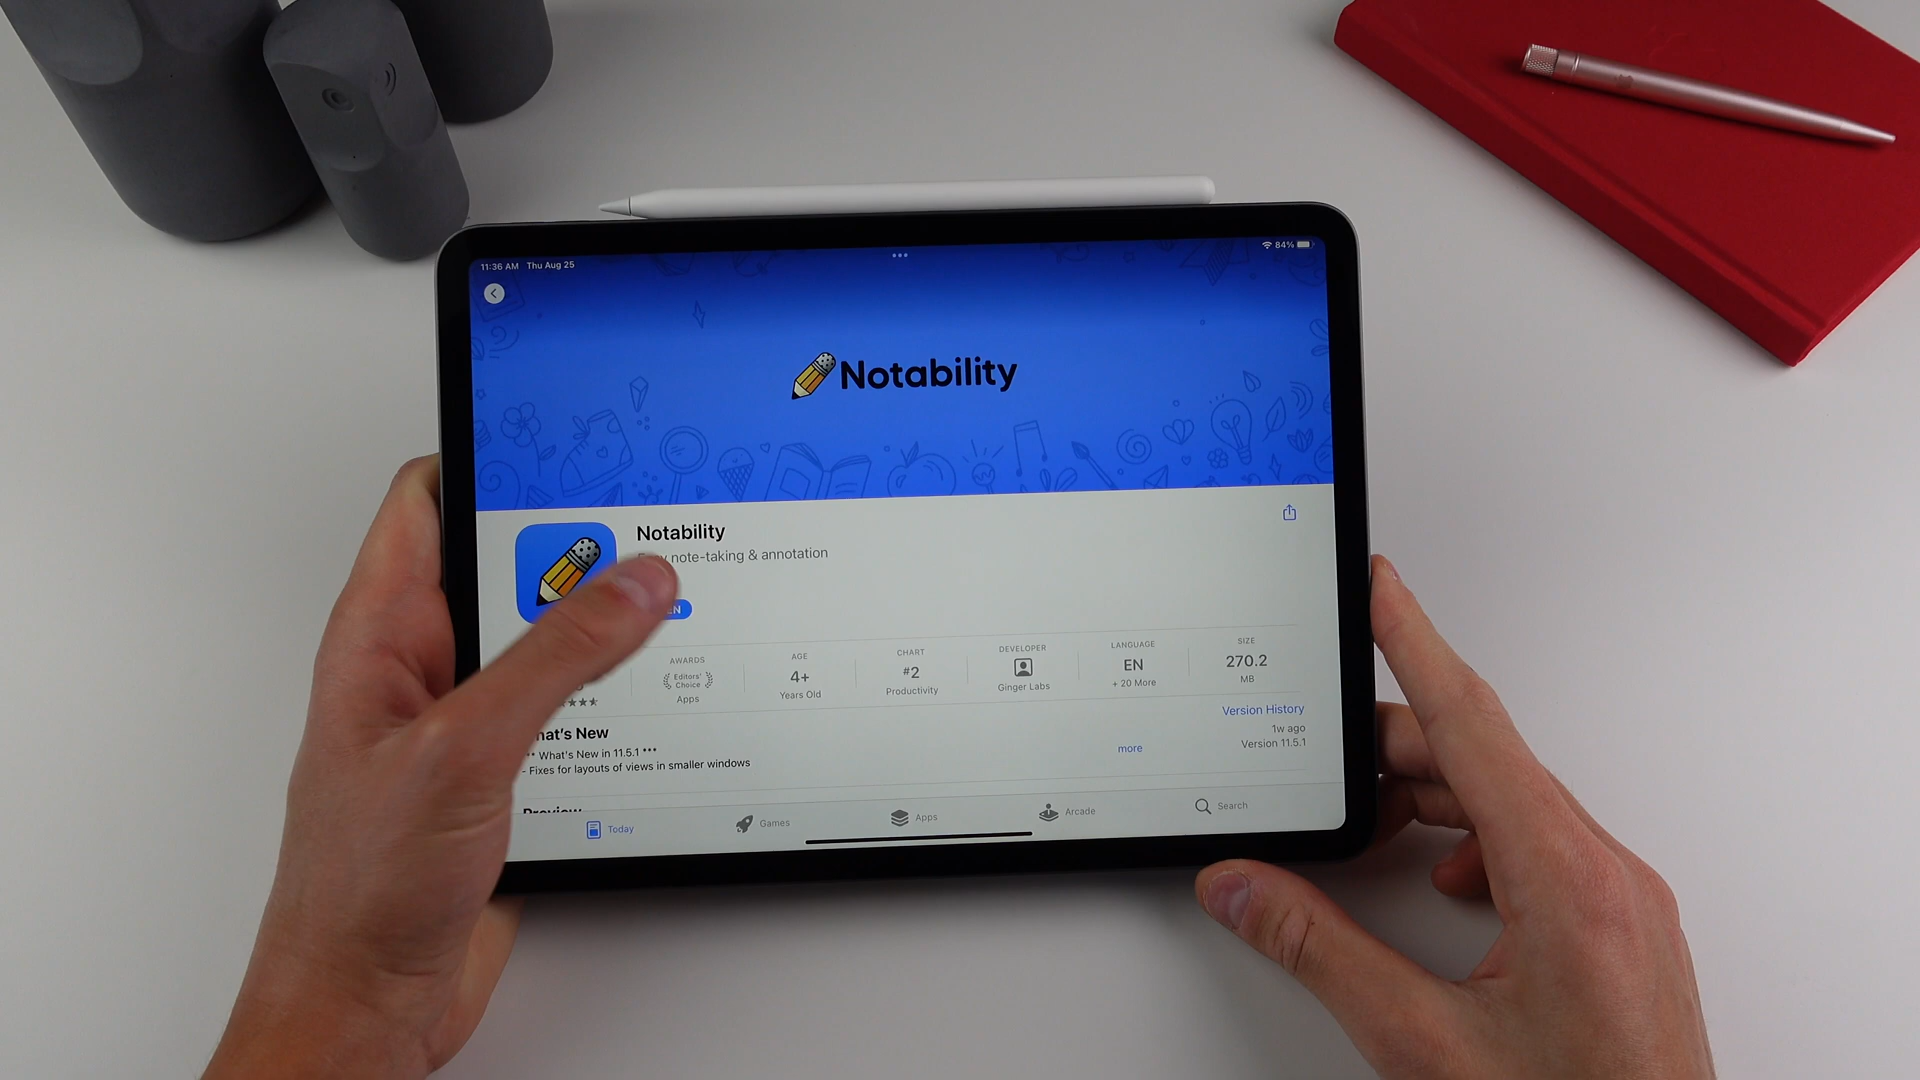 11:36 AM Thu Aug 25
84%
Notability
Notability
note-taking & annotation
AWARDS
Editors'
Choice
Apps
AGE
4+
Years Old
CHART
#2
Productivity
DEVELOPER
Ginger Labs
LANGUAGE
EN
+ 20 More
SIZE
270.2
MB
New
What's New in 11.5.1 ***
- Fixes for layouts of views in smaller windows
more
Version History
1w ago
Version 11.5.1
Today
Games
Apps
Arcade
Search